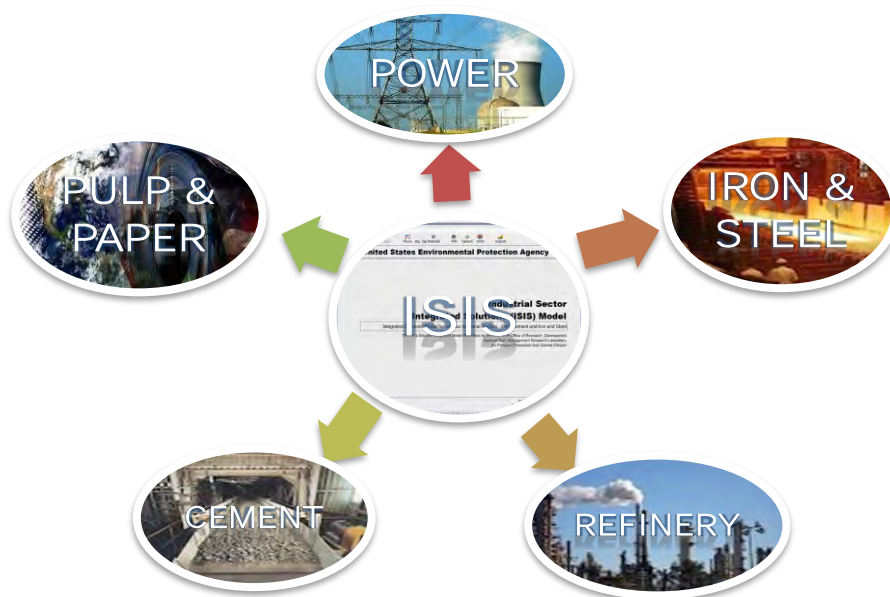 POWER
PULP &
PAPER
IRON &
STEEL
United States Environmental Protection Agency
ISIS
Industrial Sector
Integrated Solutions (ISIS) Model
CEMENT
REFINERY